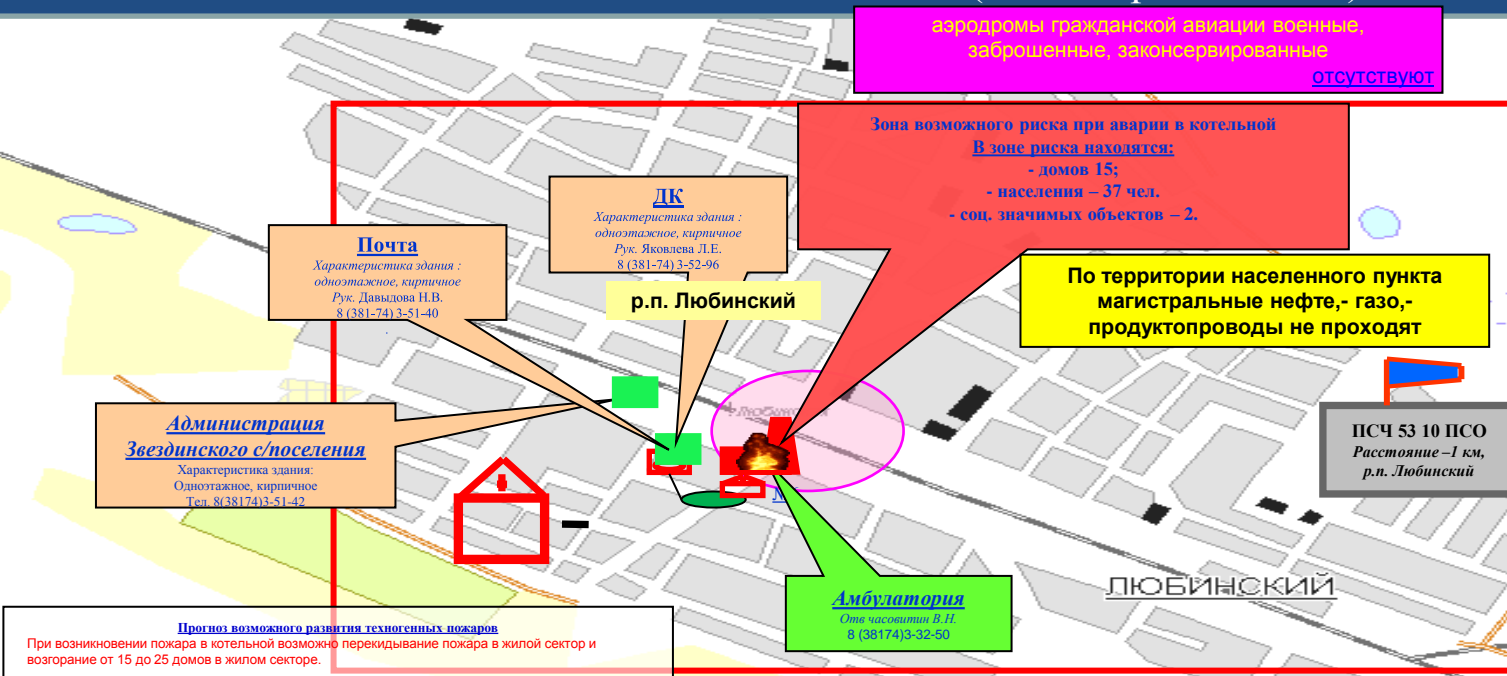 аэродромы гражданской авиации военные,
заброшенные, законсервированные
отсутствуют
Зона возможного риска при аварии в котельной
В зоне риска находятся:
- домов 15;
- населения – 37 чел.
- соц. значимых объектов – 2.
ДК
Характеристика здания :
одноэтажное, кирпичное
Рук. Яковлева Л.Е.
8 (381-74) 3-52-96
Почта
Характеристика здания :
одноэтажное, кирпичное
Рук. Давыдова Н.В.
8 (381-74) 3-51-40
.
р.п. Любинский
По территории населенного пункта
магистральные нефте,- газо,-
продуктопроводы не проходят
Администрация
Звездинского с/поселения
Характеристика здания:
Одноэтажное, кирпичное
Тел. 8(38174)3-51-42
ПСЧ 53 10 ПСО
Расстояние –1 км,
р.п. Любинский
Амбулатория
Отв часовитин В.Н.
8 (38174)3-32-50
ЛЮБИНСКИЙ
Прогноз возможного развития техногенных пожаров
При возникновении пожара в котельной возможно перекидывание пожара в жилой сектор и
возгорание от 15 до 25 домов в жилом секторе.